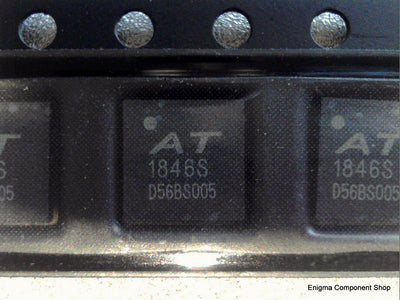 AT
1846S
D56BS005
AT
1846S
D56BS005
Enigma Component Shop